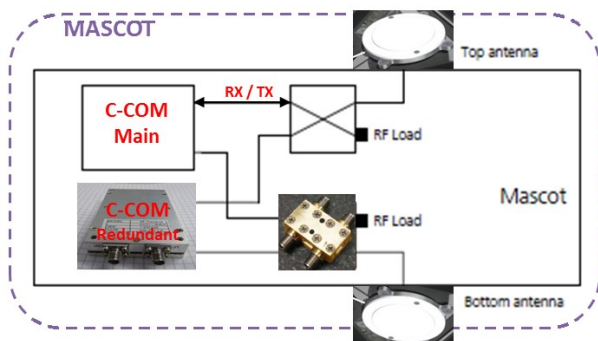 MASCOT
Top antenna
RX / TX
C-COM
Main
RF Load
C-COM
Redundant
RF Load
Mascot
Bottom antenna